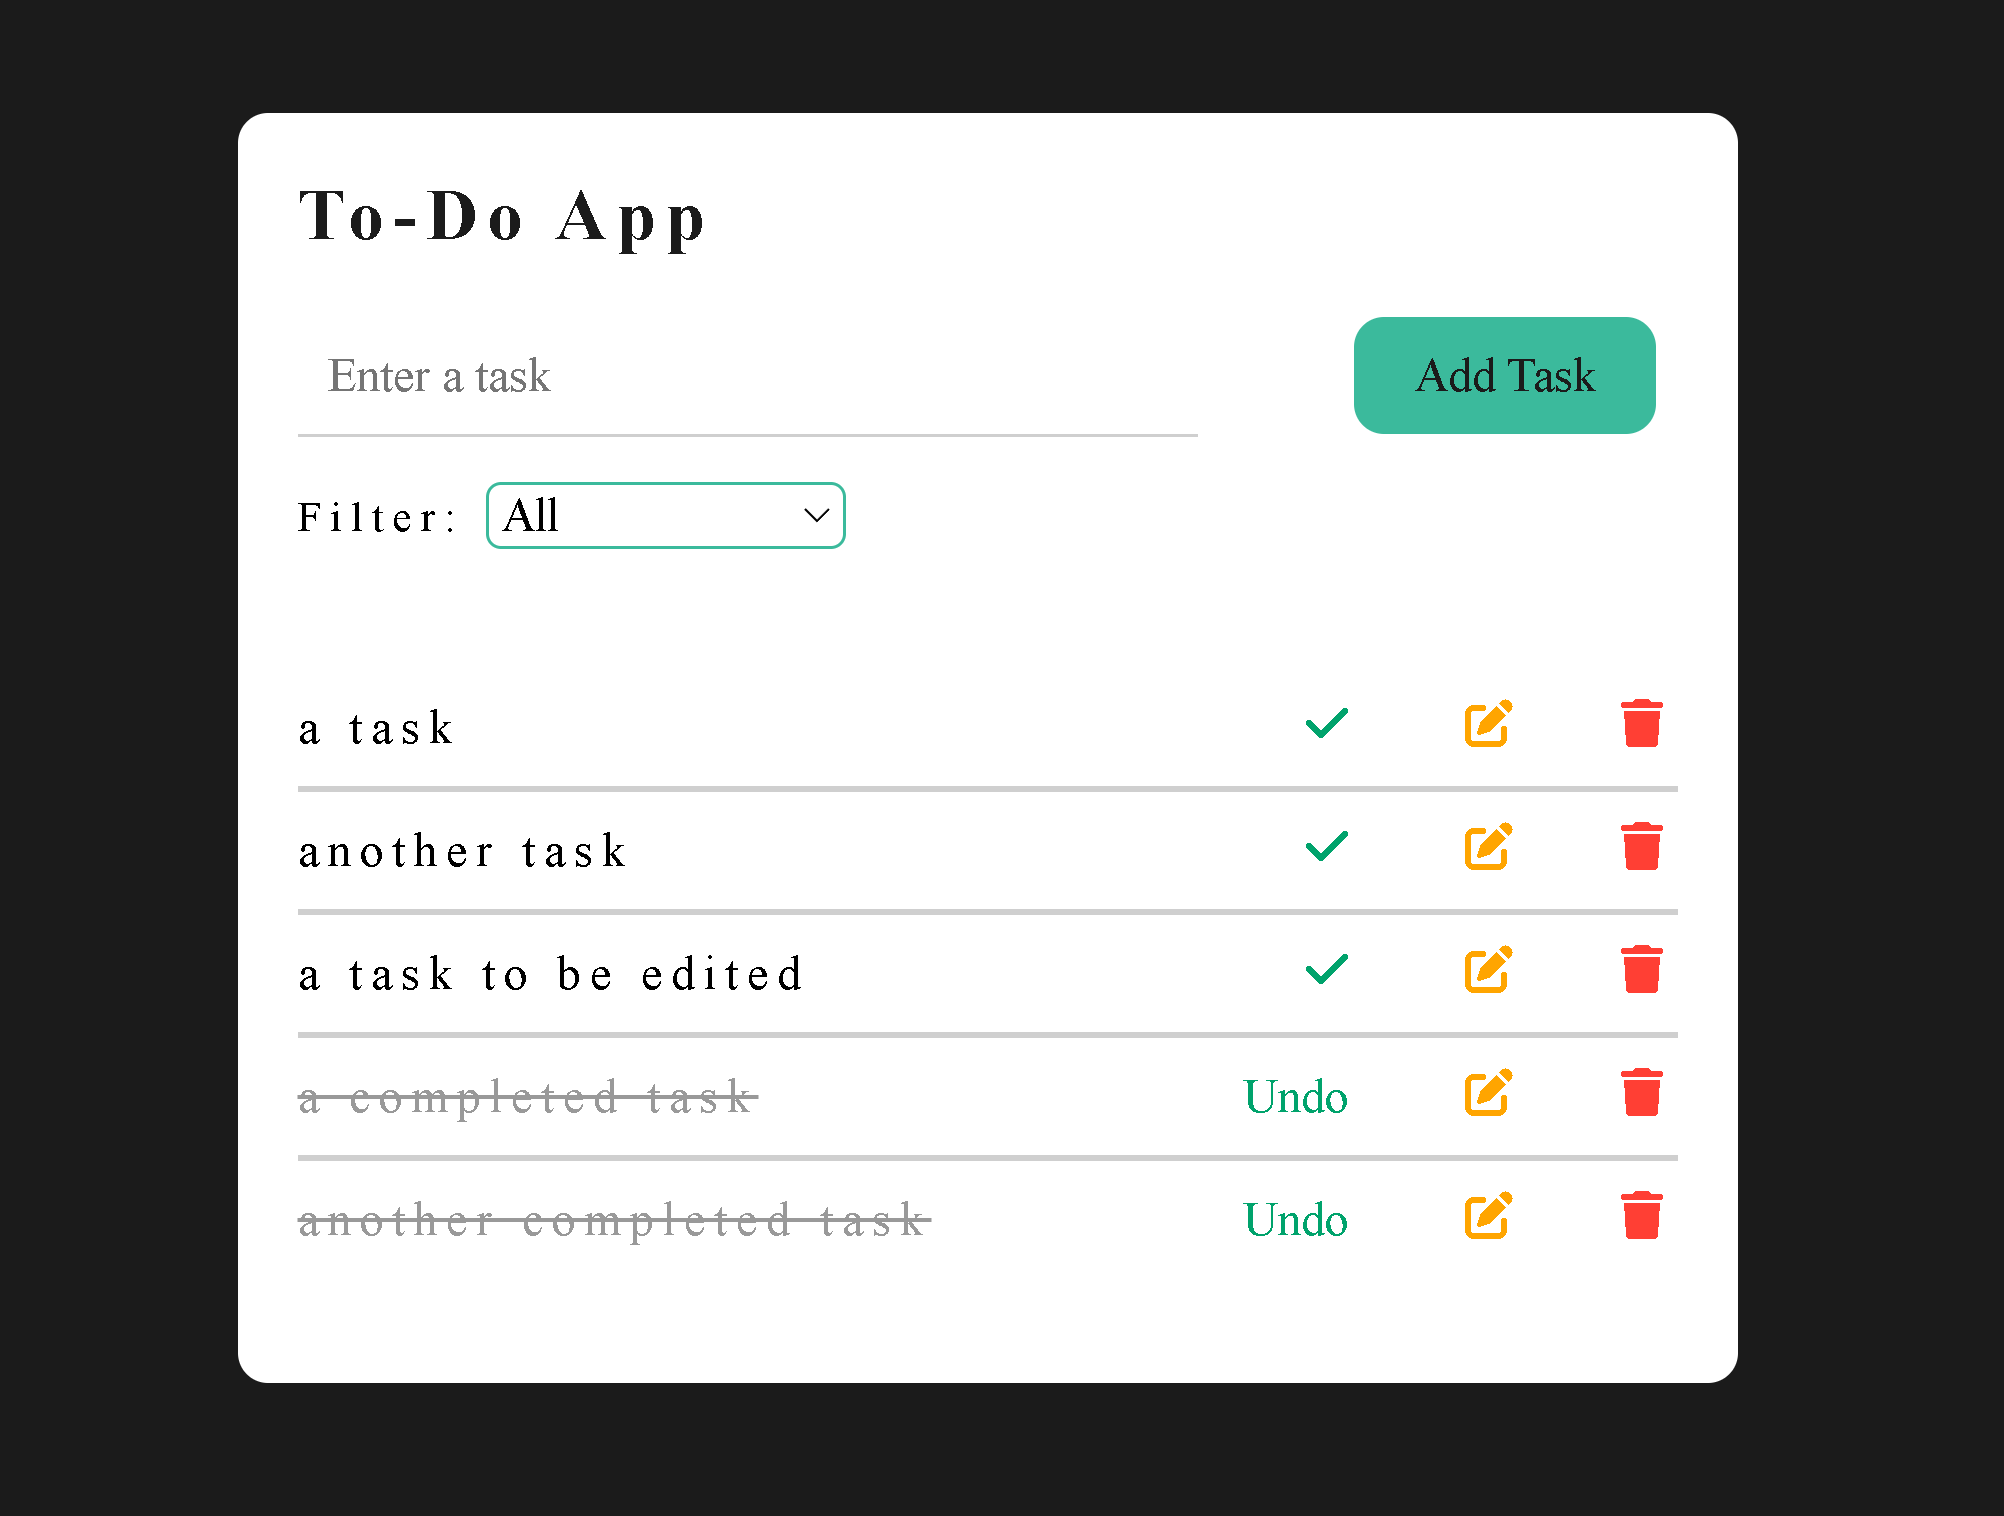 To-Do App
Enter a task
Add Task
Filter: All
a task
another task
a task to be edited
a completed task Undo
another completed task Undo